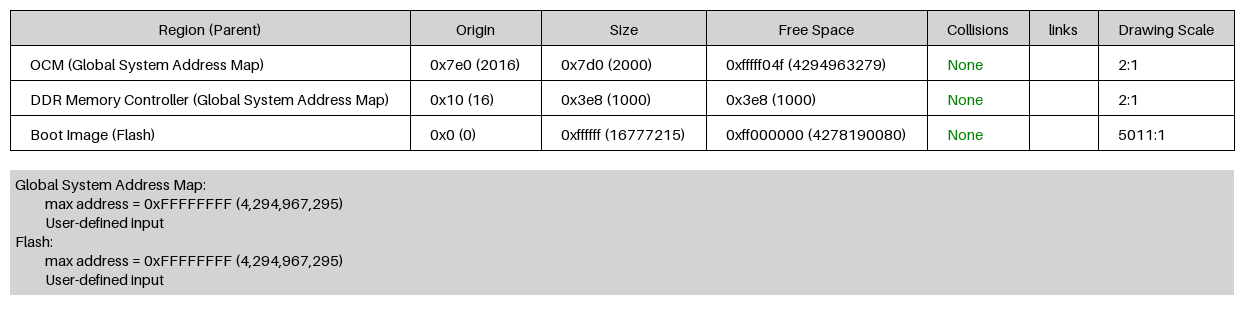 Region (Parent) Origin Size Free Space Collisions links Drawing Scale
OCM (Global System Address Map) 0x7e0 (2016) 0x7d0 (2000) 0xfffff04f (4294963279) None 2:1
DDR Memory Controller (Global System Address Map) 0x10 (16) 0x3e8 (1000) 0x3e8 (1000) None 2:1
Boot Image (Flash) 0x0 (0) 0xffffff (16777215) 0xff000000 (4278190080) None 5011:1
Global System Address Map:
max address = 0xFFFFFFFF (4,294,967,295)
User-defined input
Flash:
max address = 0xFFFFFFFF (4,294,967,295)
User-defined input